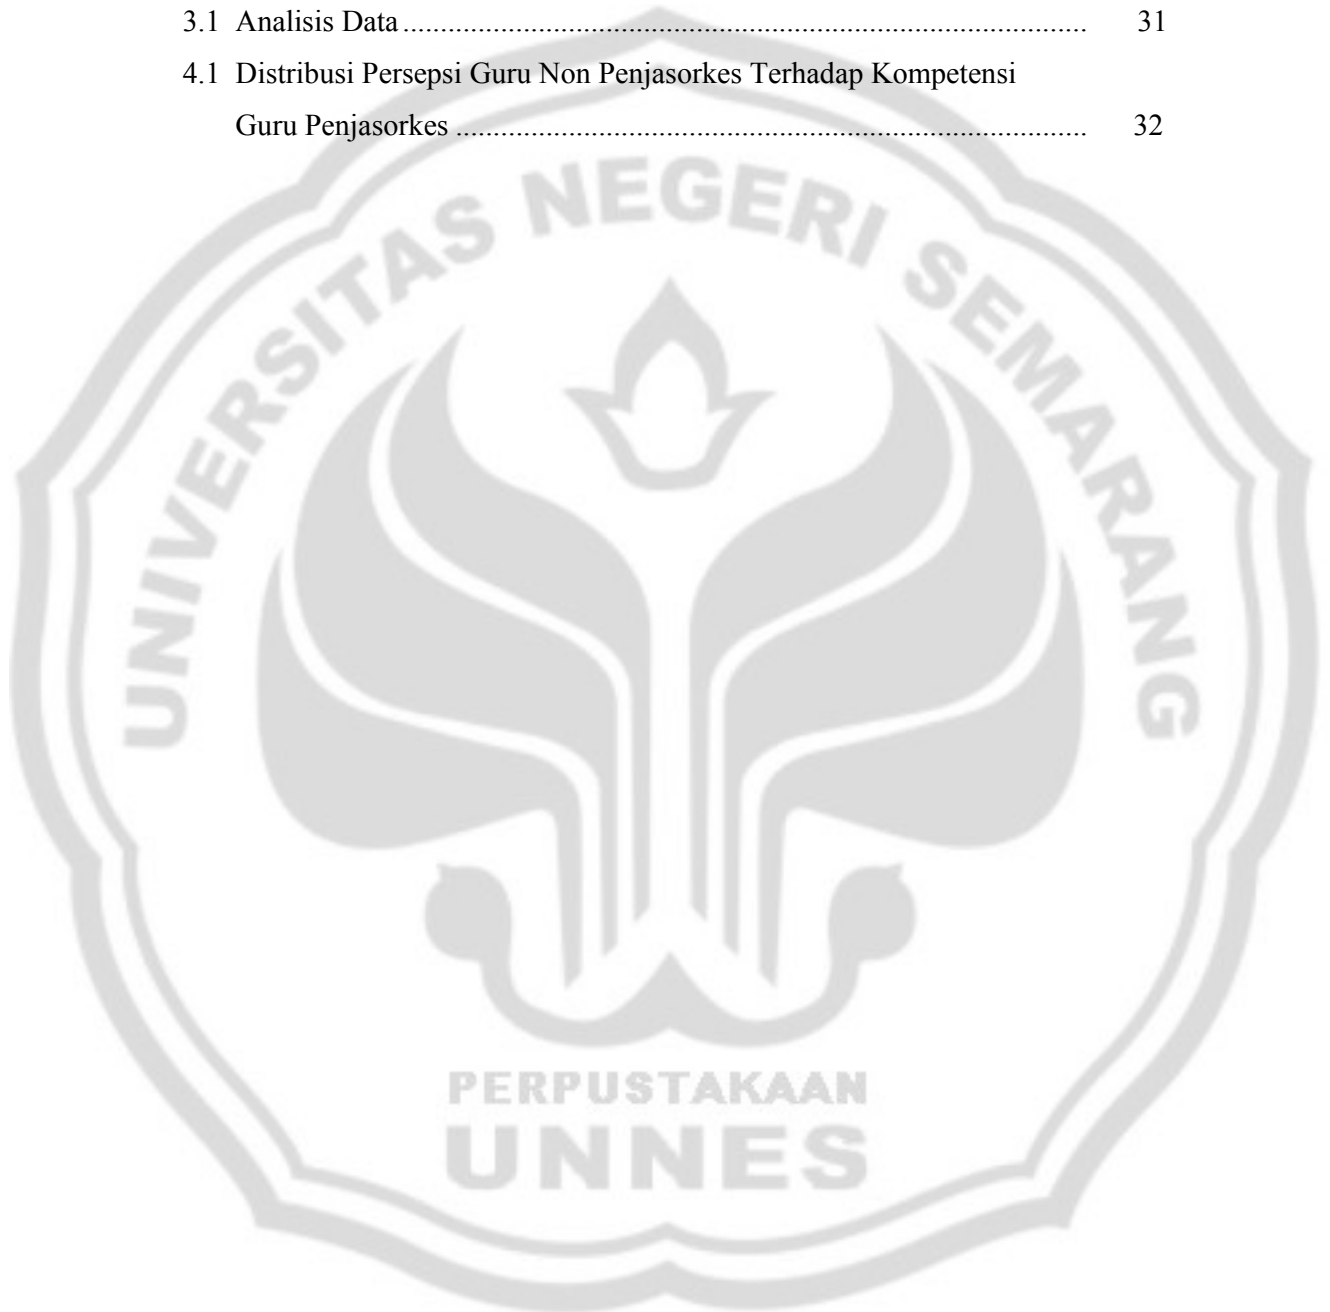 3.1 Analisis Data ........................................................................................... 31
4.1 Distribusi Persepsi Guru Non Penjasorkes Terhadap Kompetensi
Guru Penjasorkes .................................................................................... 32
UNIVERSITAS NEGERI SEMARANG
PERPUSTAKAAN
UNNES